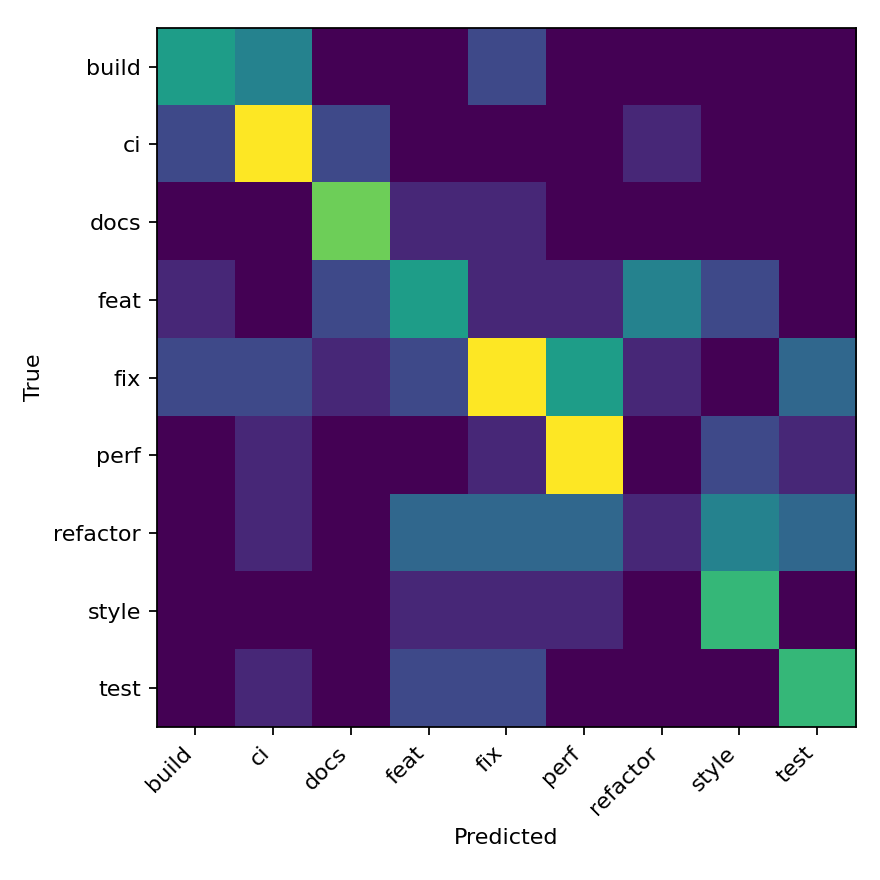 build
ci
docs
feat
fix
perf
refactor
style
test
True
build
ci
docs
feat
fix
perf
refactor
style
test
Predicted